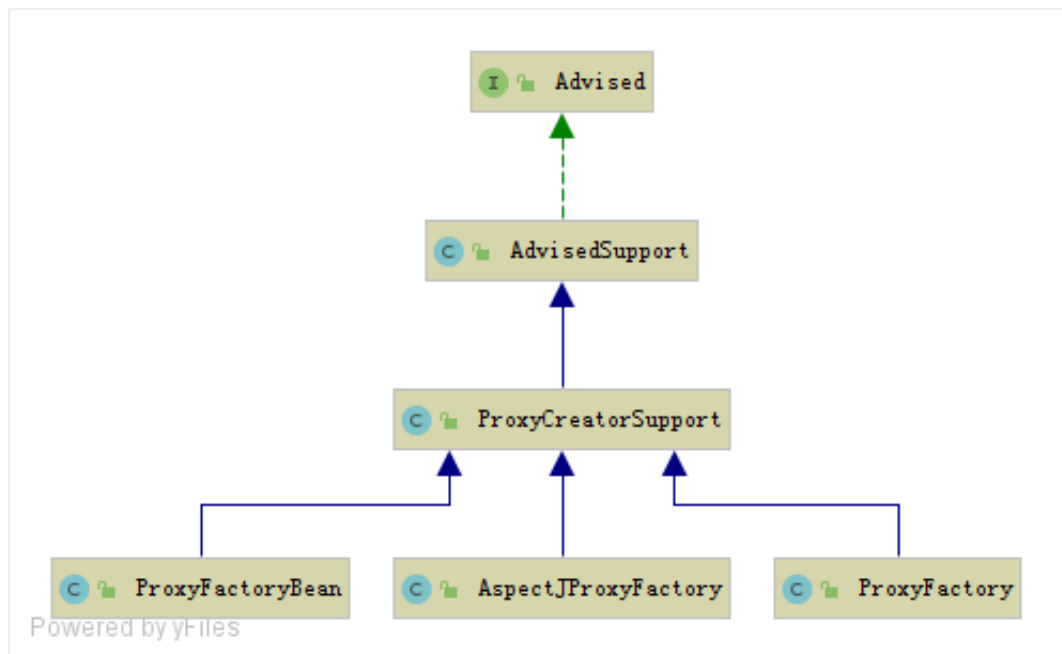 I Advised
C AdvisedSupport
C ProxyCreatorSupport
C ProxyFactoryBean
C AspectJProxyFactory
C ProxyFactory
Powered by yFiles